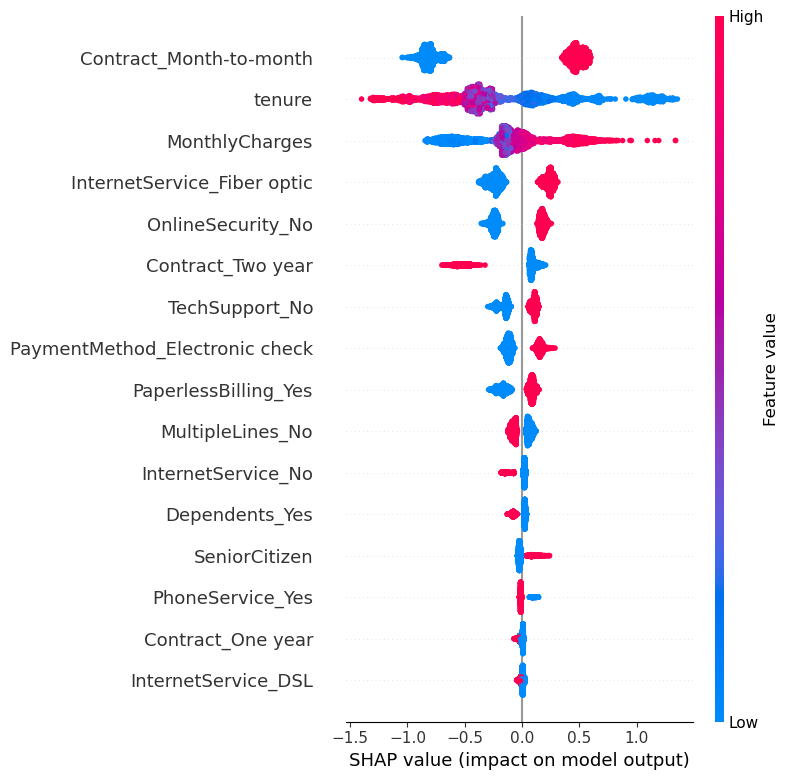 High
Contract_Month-to-month
tenure
MonthlyCharges
InternetService_Fiber optic
OnlineSecurity_No
Contract_Two year
TechSupport_No
PaymentMethod_Electronic check
PaperlessBilling_Yes
MultipleLines_No
InternetService_No
Dependents_Yes
SeniorCitizen
PhoneService_Yes
Contract_One year
InternetService_DSL
Feature value
Low
−1.5 −1.0 −0.5 0.0 0.5 1.0
SHAP value (impact on model output)